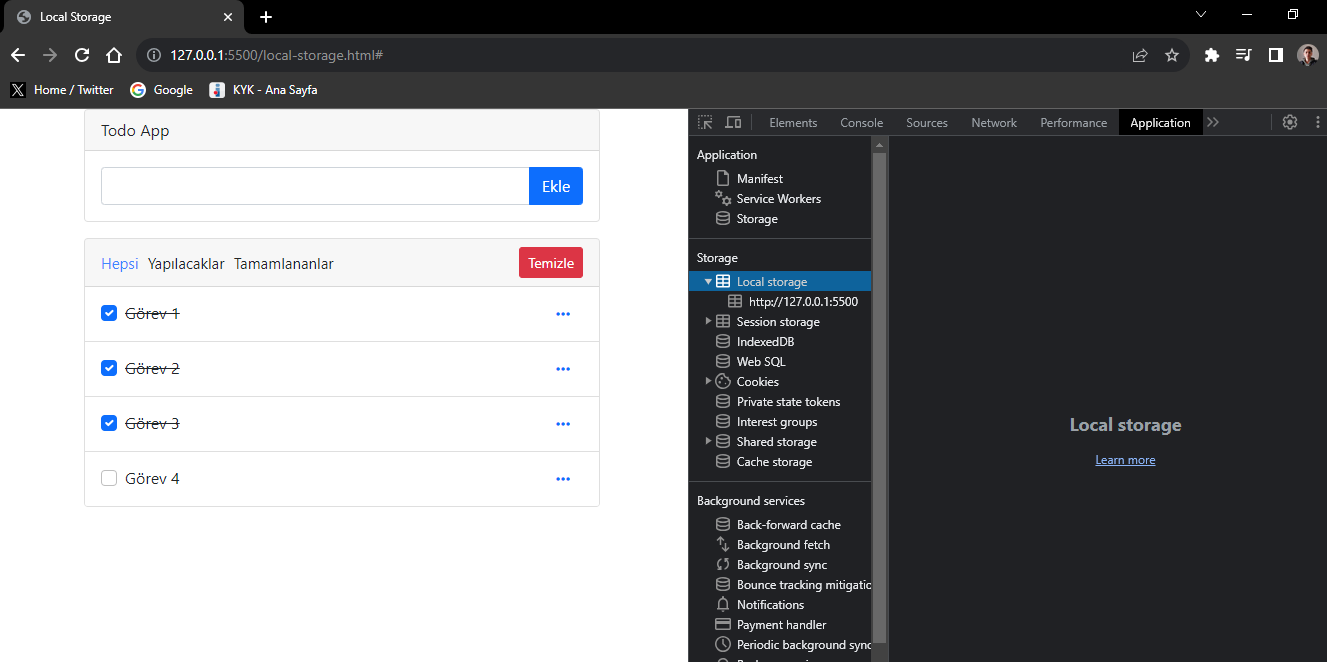 Local Storage
127.0.0.1:5500/local-storage.html#
Home / Twitter Google KYK - Ana Sayfa
Todo App
Ekle
Hepsi Yapılacaklar Tamamlananlar Temizle
Görev 1
Görev 2
Görev 3
Görev 4
Elements Console Sources Network Performance Application
Application
Manifest
Service Workers
Storage
Storage
Local storage
http://127.0.0.1:5500
Session storage
IndexedDB
Web SQL
Cookies
Private state tokens
Interest groups
Shared storage
Cache storage
Background services
Back-forward cache
Background fetch
Background sync
Bounce tracking mitigatio
Notifications
Payment handler
Periodic background sync
Local storage
Learn more